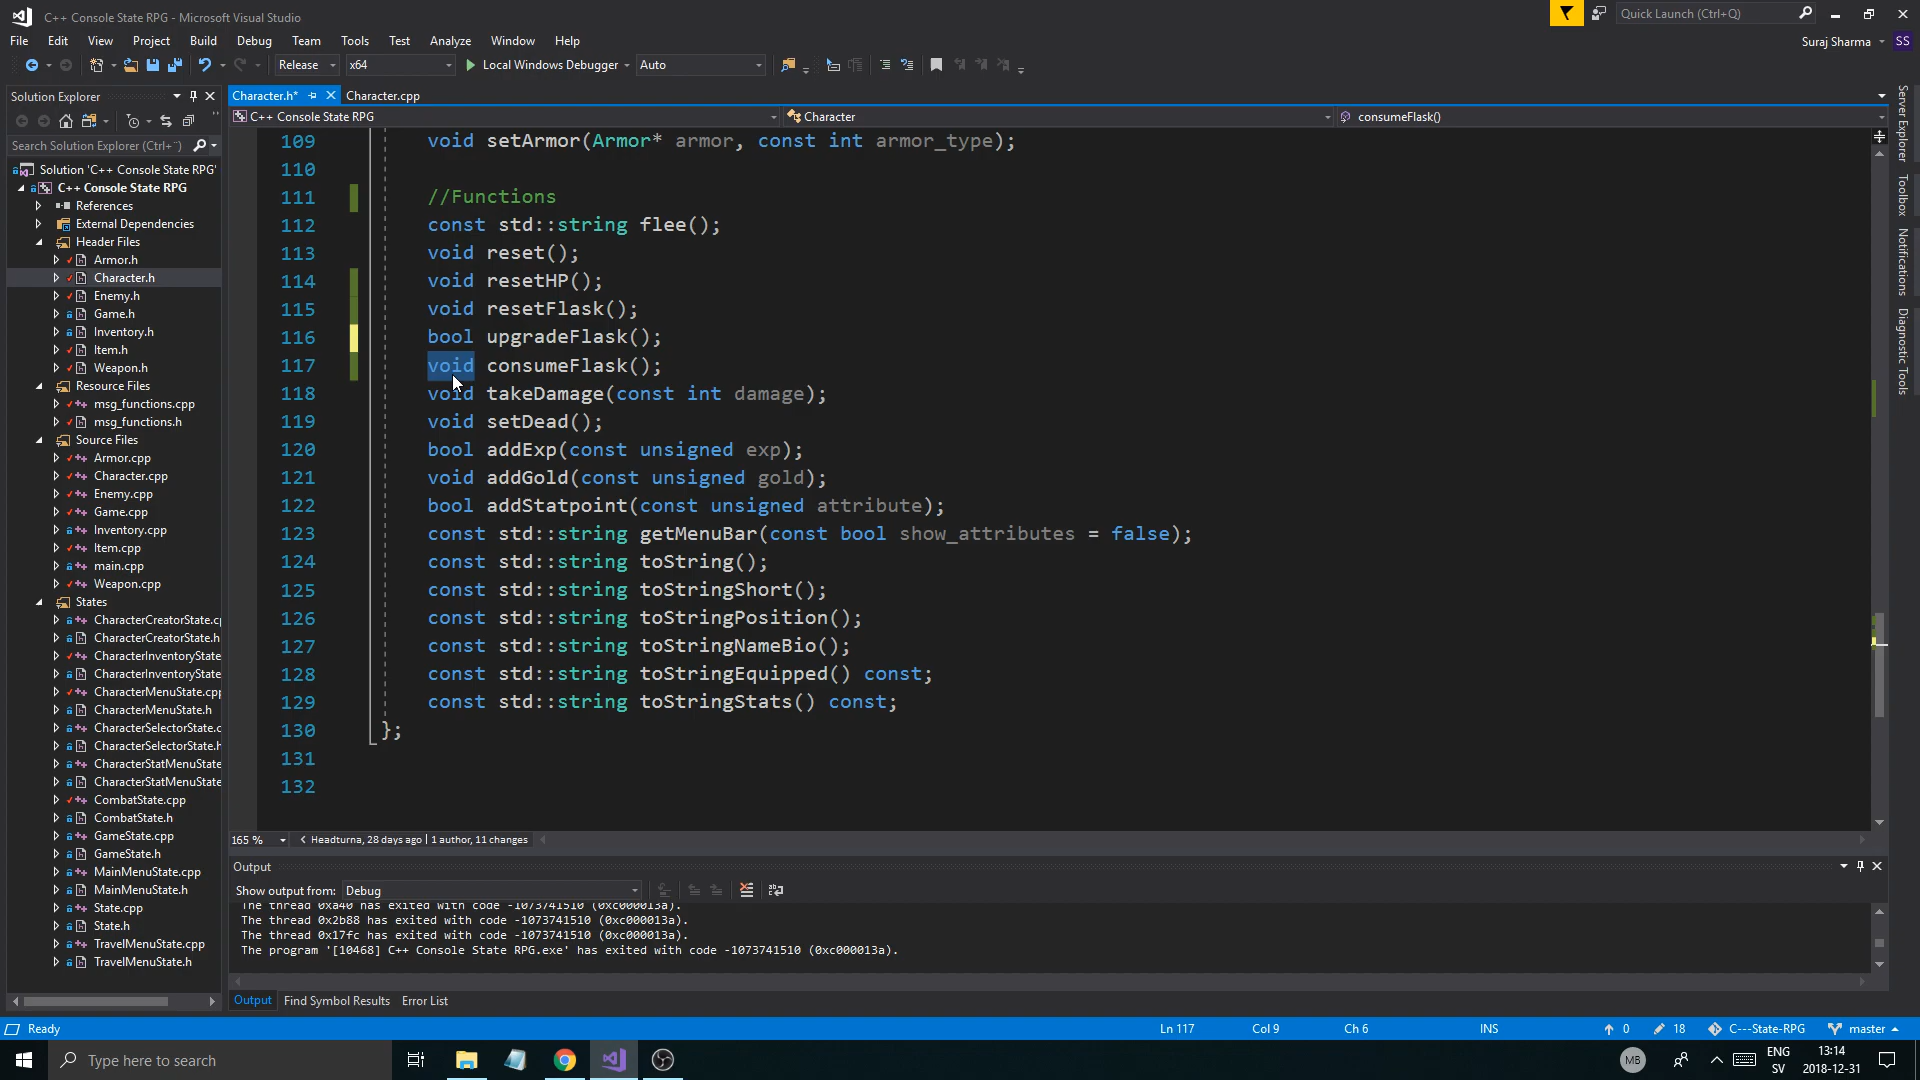 C++ Console State RPG - Microsoft Visual Studio
Quick Launch (Ctrl+Q)
File Edit View Project Build Debug Team Tools Test Analyze Window Help
Suraj Sharma SS
Release x64 Local Windows Debugger Auto
Solution Explorer
Character.h* Character.cpp
C++ Console State RPG Character consumeFlask()
Search Solution Explorer (Ctrl+¨)
Solution 'C++ Console State RPG'
C++ Console State RPG
References
External Dependencies
Header Files
Armor.h
Character.h
Enemy.h
Game.h
Inventory.h
Item.h
Weapon.h
Resource Files
msg_functions.cpp
msg_functions.h
Source Files
Armor.cpp
Character.cpp
Enemy.cpp
Game.cpp
Inventory.cpp
Item.cpp
main.cpp
Weapon.cpp
States
CharacterCreatorState.c
CharacterCreatorState.h
CharacterInventoryState
CharacterInventoryState
CharacterMenuState.cpp
CharacterMenuState.h
CharacterSelectorState.c
CharacterSelectorState.h
CharacterStatMenuState
CharacterStatMenuState
CombatState.cpp
CombatState.h
GameState.cpp
GameState.h
MainMenuState.cpp
MainMenuState.h
State.cpp
State.h
TravelMenuState.cpp
TravelMenuState.h
109 void setArmor(Armor* armor, const int armor_type);
110
111 //Functions
112 const std::string flee();
113 void reset();
114 void resetHP();
115 void resetFlask();
116 bool upgradeFlask();
117 void consumeFlask();
118 void takeDamage(const int damage);
119 void setDead();
120 bool addExp(const unsigned exp);
121 void addGold(const unsigned gold);
122 bool addStatpoint(const unsigned attribute);
123 const std::string getMenuBar(const bool show_attributes = false);
124 const std::string toString();
125 const std::string toStringShort();
126 const std::string toStringPosition();
127 const std::string toStringNameBio();
128 const std::string toStringEquipped() const;
129 const std::string toStringStats() const;
130 };
131
132
Server Explorer
Toolbox
Notifications
Diagnostic Tools
165 % Headturna, 28 days ago | 1 author, 11 changes
Output
Show output from: Debug
The thread 0xa40 has exited with code -1073741510 (0xc000013a).
The thread 0x2b88 has exited with code -1073741510 (0xc000013a).
The thread 0x17fc has exited with code -1073741510 (0xc000013a).
The program '[10468] C++ Console State RPG.exe' has exited with code -1073741510 (0xc000013a).
Output Find Symbol Results Error List
Ready Ln 117 Col 9 Ch 6 INS 0 18 C---State-RPG master
Type here to search
MB
ENG
SV
13:14
2018-12-31